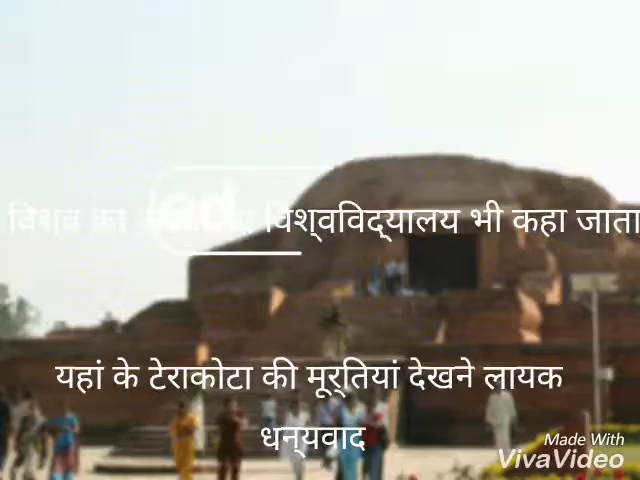 विश्व का विश्वविद्यालय भी कहा जाता
यहां के टेराकोटा की मूर्तियां देखने लायक
धन्यवाद
Made With
VivaVideo